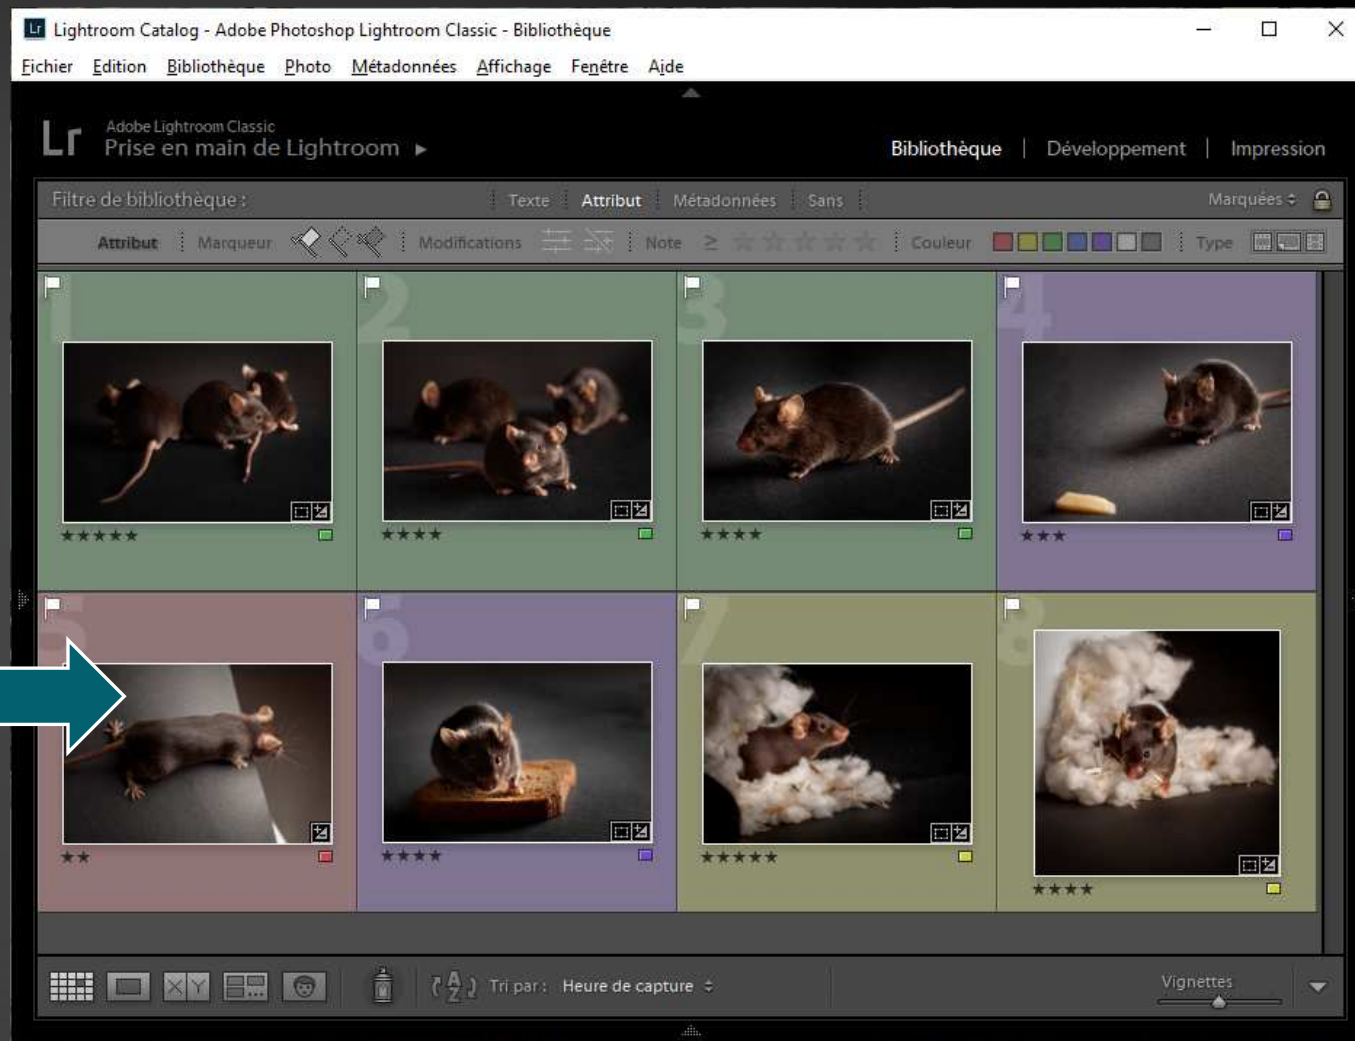 Lr Lightroom Catalog - Adobe Photoshop Lightroom Classic - Bibliothèque
Fichier Edition Bibliothèque Photo Métadonnées Affichage Fenêtre Aide
Lr Adobe Lightroom Classic
Prise en main de Lightroom
Bibliothèque | Développement | Impression
Filtre de bibliothèque : Texte Attribut Métadonnées Sans Marquées
Attribut Marqueur Modifications Note ≥ ★★★★★ Couleur Type
1 2 3 4
★★★★★ ★★★★ ★★★★ ★★★
5 6 7 8
★★ ★★★★ ★★★★★ ★★★★
X Y A Z Tri par : Heure de capture Vignettes